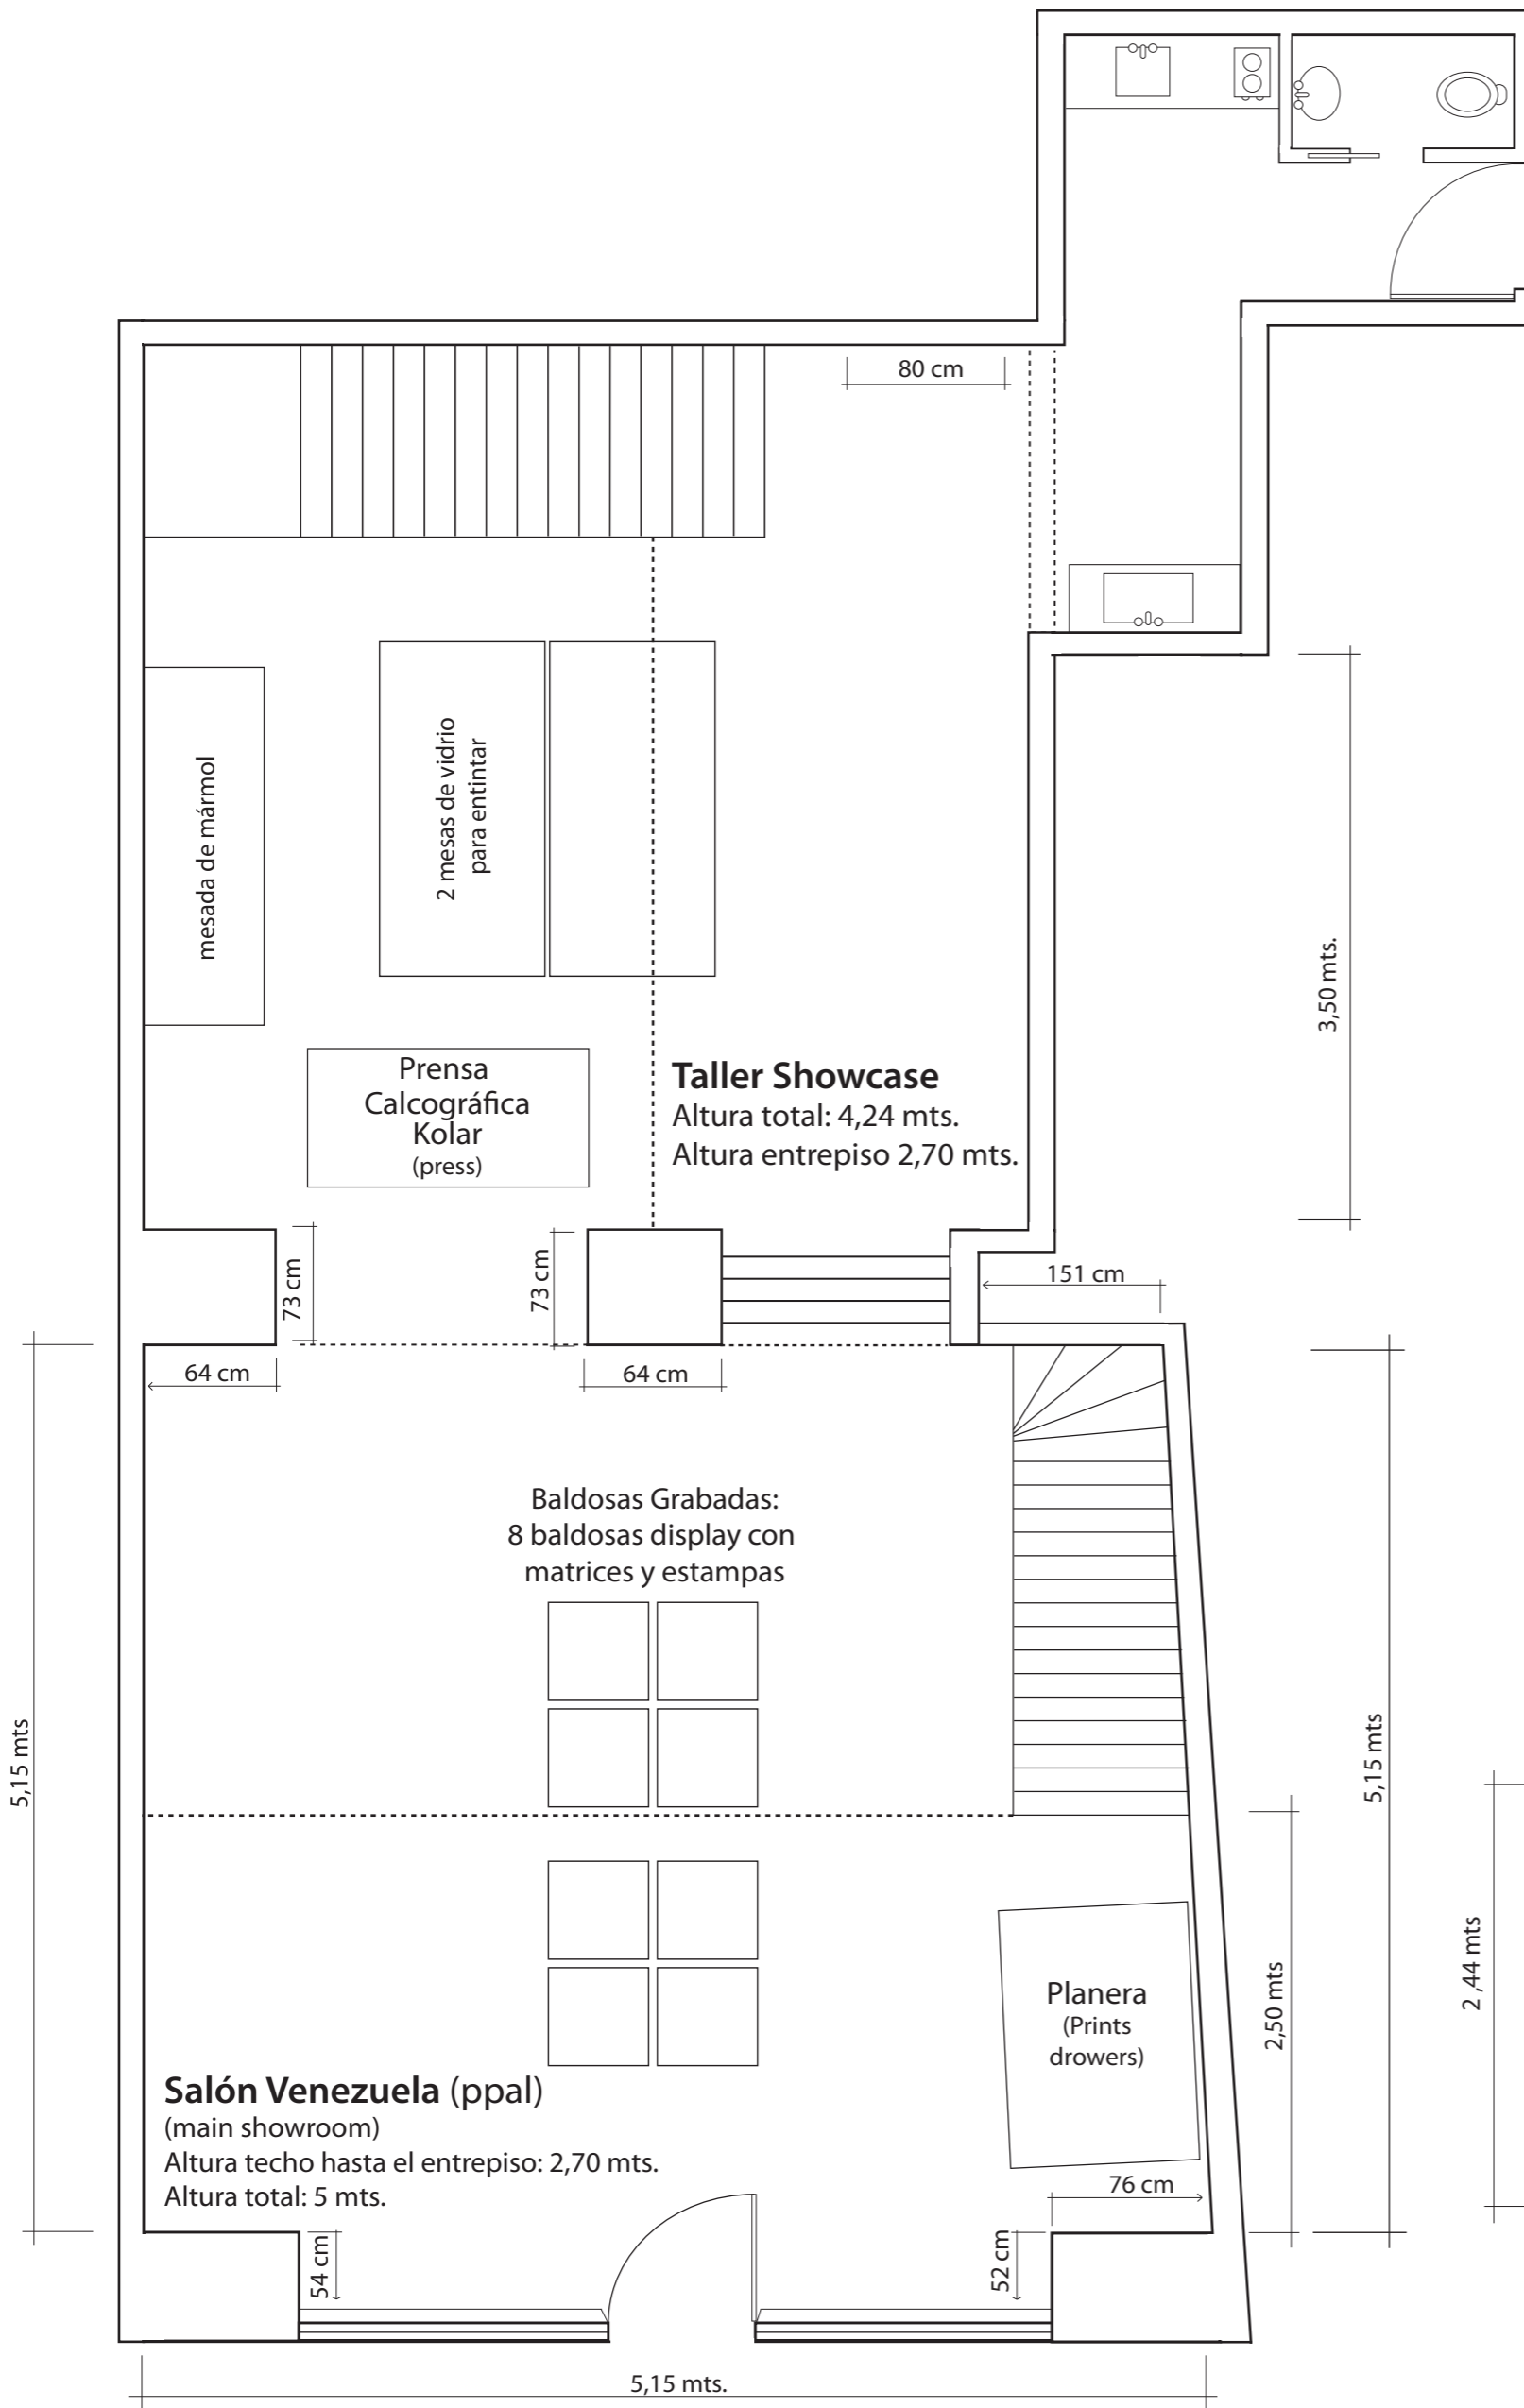 80 cm
mesada de mármol
2 mesas de vidrio
para entintar
3,50 mts.
Prensa
Calcográfica
Kolar
(press)
Taller Showcase
Altura total: 4,24 mts.
Altura entrepiso 2,70 mts.
73 cm
73 cm
151 cm
64 cm
64 cm
Baldosas Grabadas:
8 baldosas display con
matrices y estampas
5,15 mts
5,15 mts
2,50 mts
2 ,44 mts
Planera
(Prints
drowers)
Salón Venezuela (ppal)
(main showroom)
Altura techo hasta el entrepiso: 2,70 mts.
Altura total: 5 mts.
76 cm
54 cm
52 cm
5,15 mts.